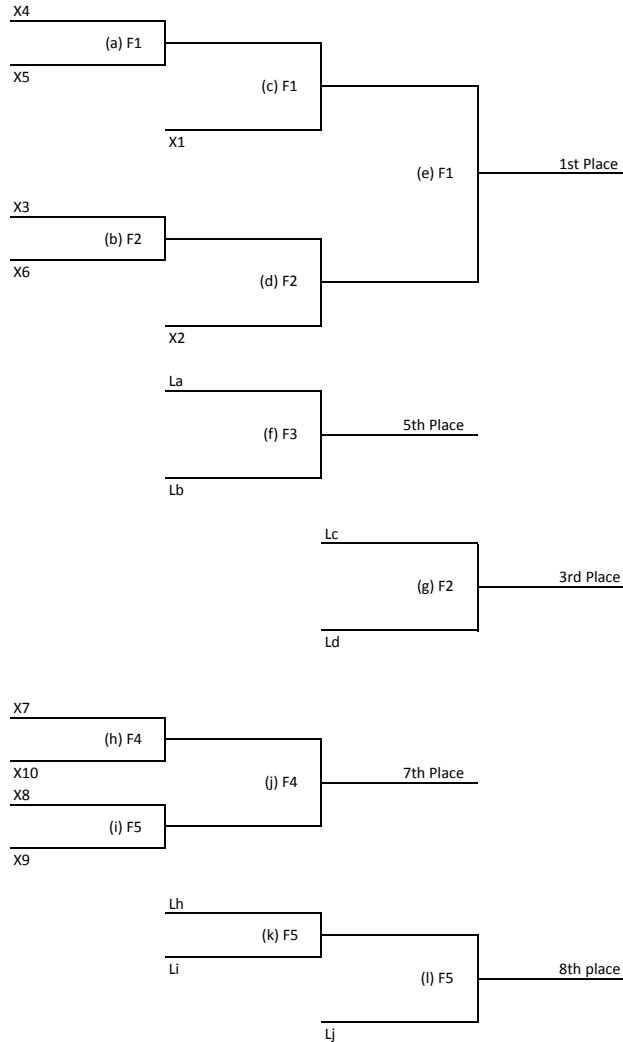 X4
(a) F1
X5
(c) F1
X1
(e) F1
1st Place
X3
(b) F2
X6
(d) F2
X2
La
(f) F3
5th Place
Lb
Lc
(g) F2
3rd Place
Ld
X7
(h) F4
X10
(j) F4
7th Place
X8
(i) F5
X9
Lh
(k) F5
Li
(l) F5
8th place
Lj